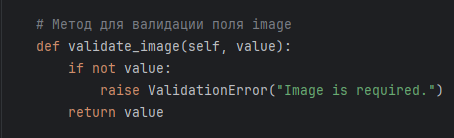 # Метод для валидации поля image
def validate_image(self, value):
    if not value:
        raise ValidationError("Image is required.")
    return value